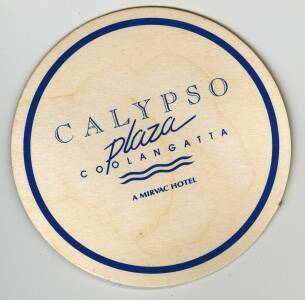 CALYPSO
plaza
COOLANGATTA
A MIRVAC HOTEL